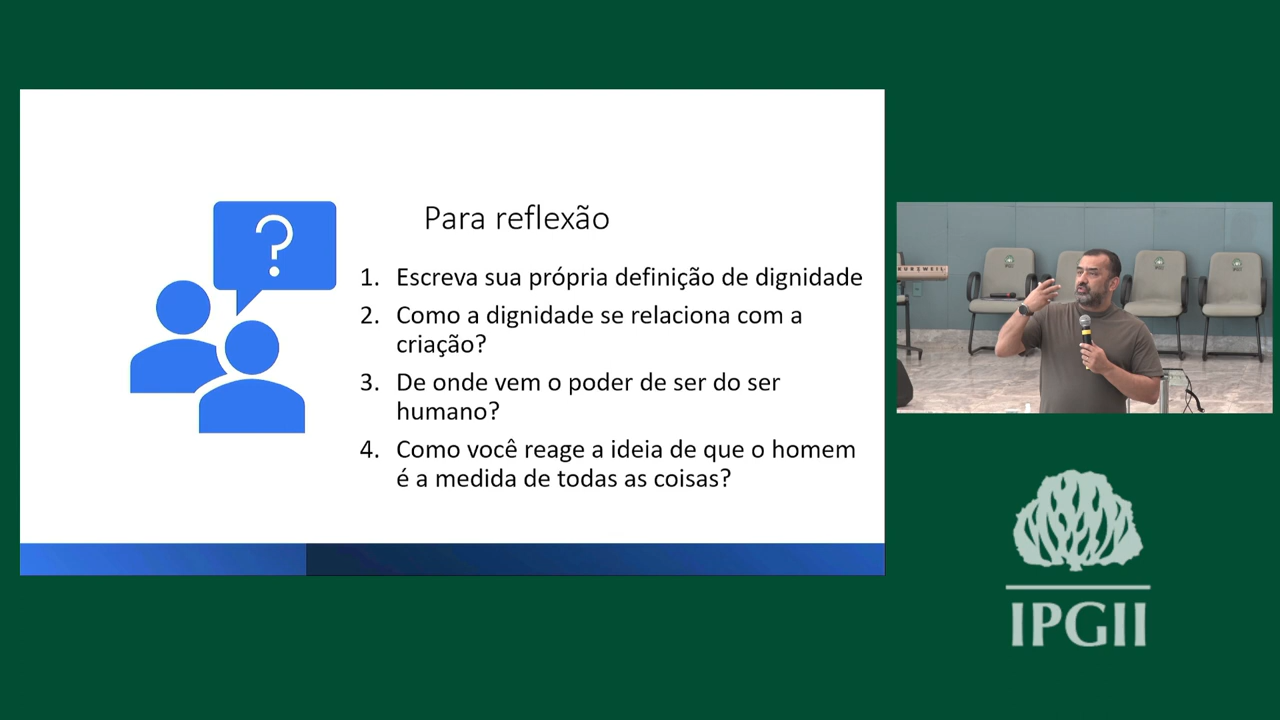 ?
Para reflexão
1. Escreva sua própria definição de dignidade
2. Como a dignidade se relaciona com a
criação?
3. De onde vem o poder de ser do ser
humano?
4. Como você reage a ideia de que o homem
é a medida de todas as coisas?
KURZWEIL
IPGII